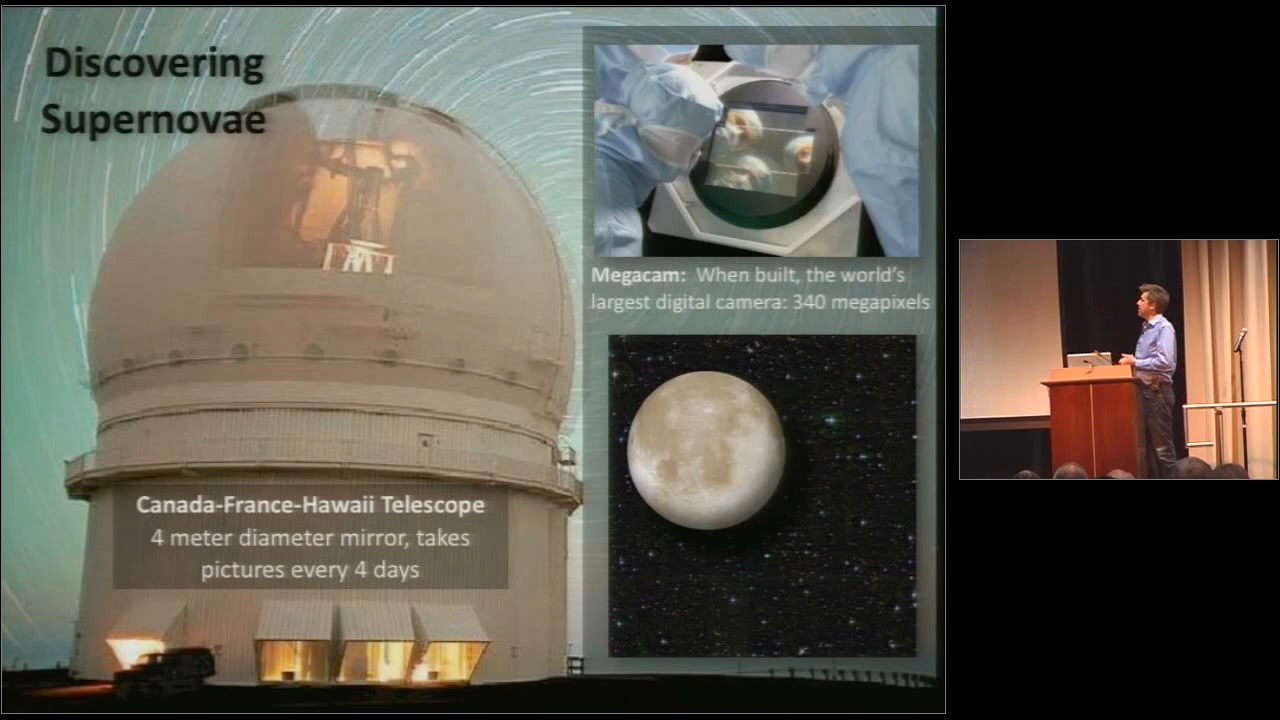 Discovering
Supernovae
Megacam: When built, the world's
largest digital camera: 340 megapixels
Canada-France-Hawaii Telescope
4 meter diameter mirror, takes
pictures every 4 days